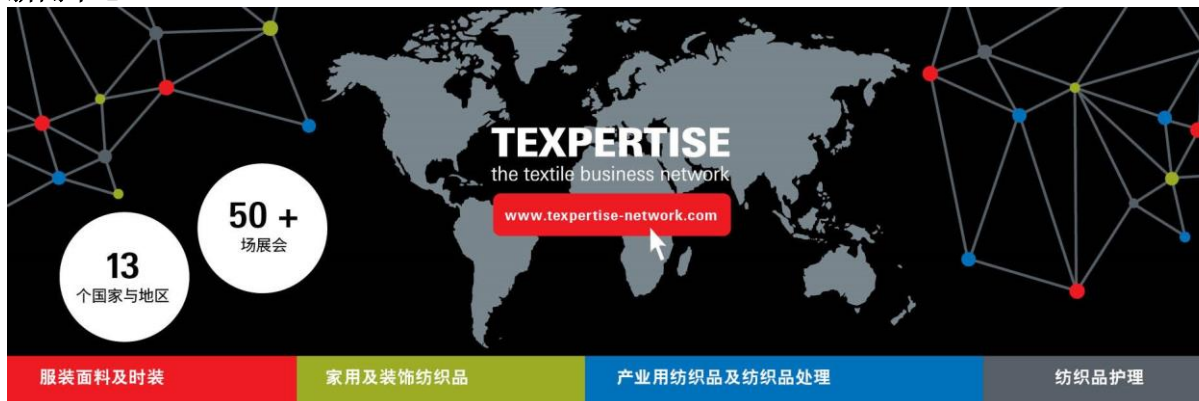 TEXPERTISE
the textile business network
www.texpertise-network.com
50 +
场展会
13
个国家与地区
服装面料及时装
家用及装饰纺织品
产业用纺织品及纺织品处理
纺织品护理